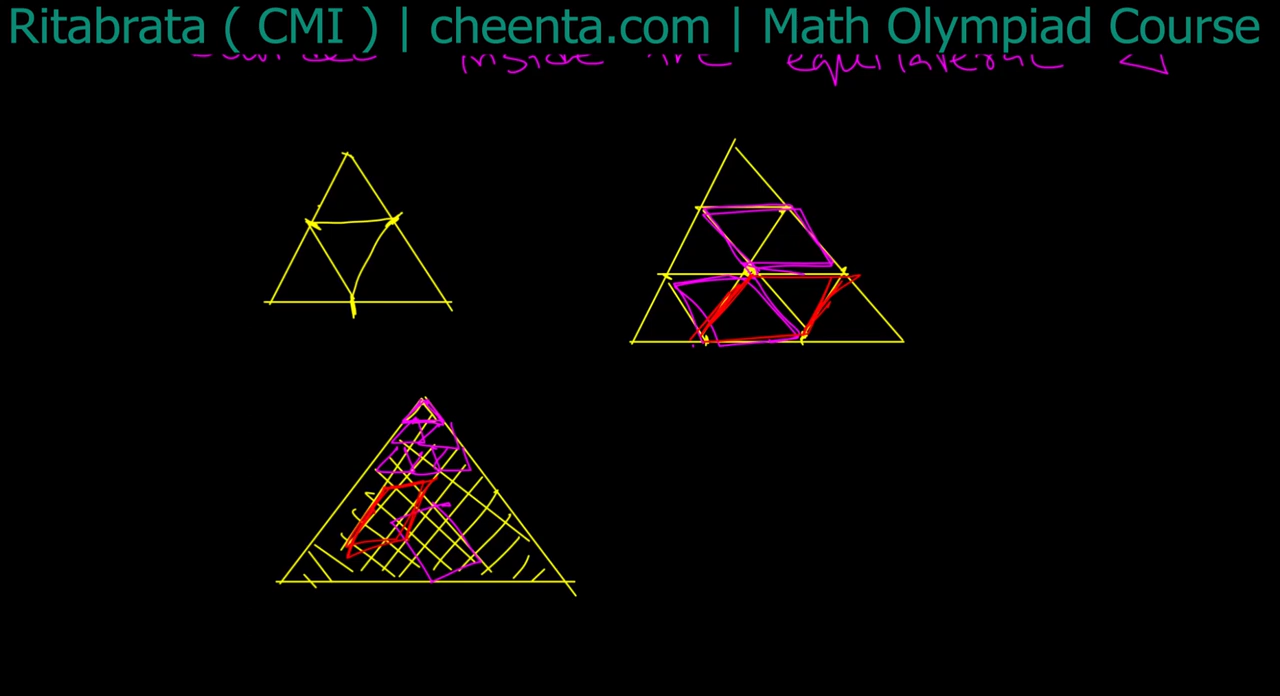 Ritabrata ( CMI ) | cheenta.com | Math Olympiad Course
inside the equilateral